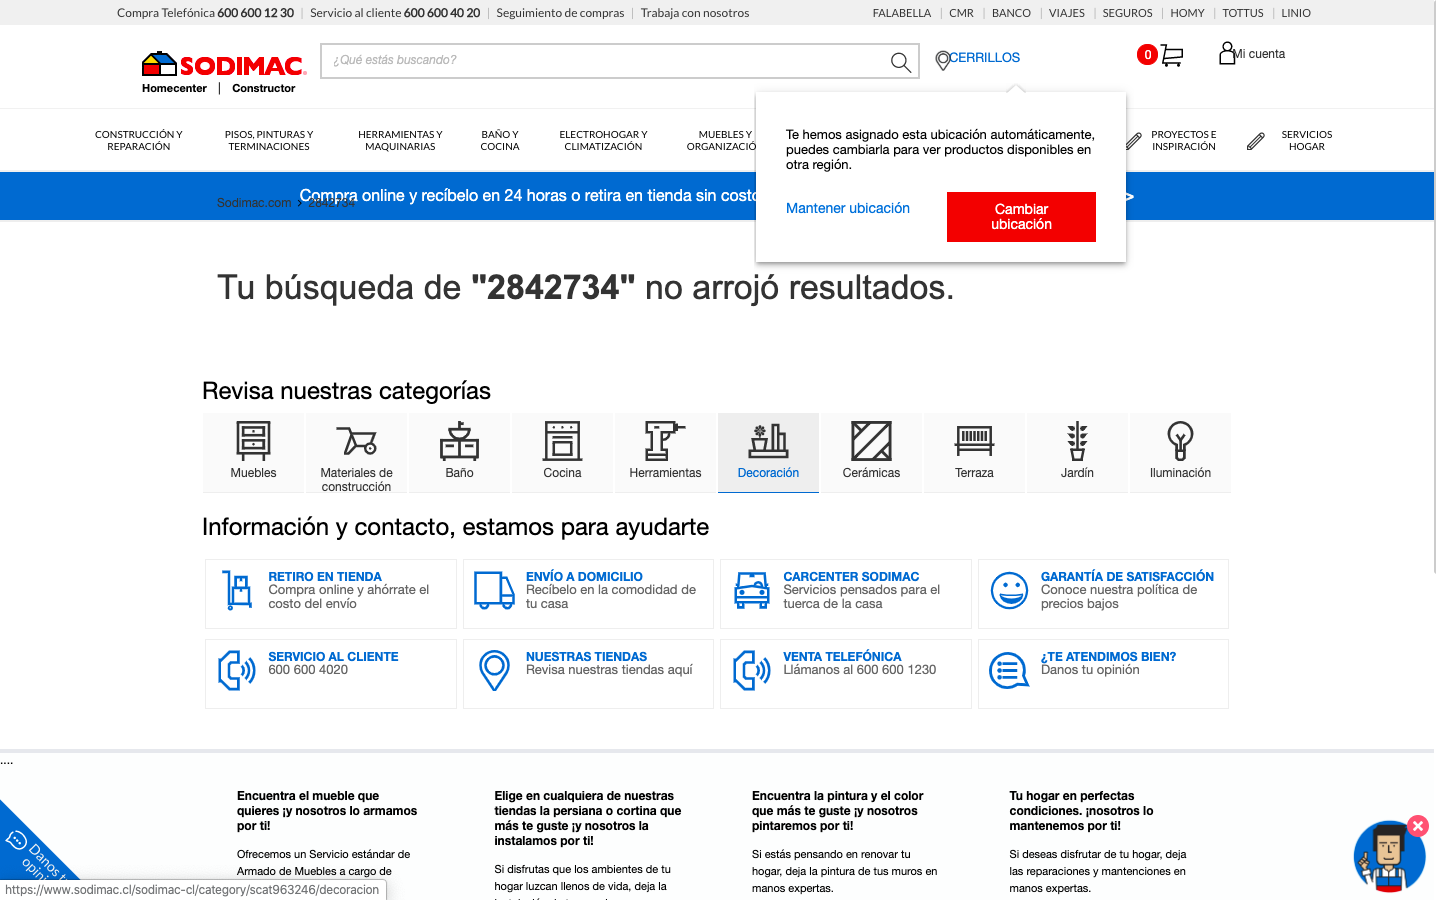 Compra Telefónica 600 600 12 30 | Servicio al cliente 600 600 40 20 | Seguimiento de compras | Trabaja con nosotros
FALABELLA | CMR | BANCO | VIAJES | SEGUROS | HOMY | TOTTUS | LINIO
SODIMAC
Homecenter | Constructor
¿Qué estás buscando?
CERRILLOS
0
Mi cuenta
CONSTRUCCIÓN Y
REPARACIÓN
PISOS, PINTURAS Y
TERMINACIONES
HERRAMIENTAS Y
MAQUINARIAS
BAÑO Y
COCINA
ELECTROHOGAR Y
CLIMATIZACIÓN
MUEBLES Y
PROYECTOS E
INSPIRACIÓN
SERVICIOS
HOGAR
Te hemos asignado esta ubicación automáticamente,
puedes cambiarla para ver productos disponibles en
otra región.
Mantener ubicación
Cambiar
ubicación
Compra online y recíbelo en 24 horas o retira en tienda sin costo
>
Sodimac.com > 2842734
Tu búsqueda de "2842734" no arrojó resultados.
Revisa nuestras categorías
Muebles
Materiales de
construcción
Baño
Cocina
Herramientas
Decoración
Cerámicas
Terraza
Jardín
Iluminación
Información y contacto, estamos para ayudarte
RETIRO EN TIENDA
Compra online y ahórrate el
costo del envío
ENVÍO A DOMICILIO
Recíbelo en la comodidad de
tu casa
CARCENTER SODIMAC
Servicios pensados para el
tuerca de la casa
GARANTÍA DE SATISFACCIÓN
Conoce nuestra política de
precios bajos
SERVICIO AL CLIENTE
600 600 4020
NUESTRAS TIENDAS
Revisa nuestras tiendas aquí
VENTA TELEFÓNICA
Llámanos al 600 600 1230
¿TE ATENDIMOS BIEN?
Danos tu opinión
....
Encuentra el mueble que
quieres ¡y nosotros lo armamos
por ti!
Ofrecemos un Servicio estándar de
Armado de Muebles a cargo de
Elige en cualquiera de nuestras
tiendas la persiana o cortina que
más te guste ¡y nosotros la
instalamos por ti!
Si disfrutas que los ambientes de tu
hogar luzcan llenos de vida, deja la
Encuentra la pintura y el color
que más te guste ¡y nosotros
pintaremos por ti!
Si estás pensando en renovar tu
hogar, deja la pintura de tus muros en
manos expertas.
Tu hogar en perfectas
condiciones. ¡nosotros lo
mantenemos por ti!
Si deseas disfrutar de tu hogar, deja
las reparaciones y mantenciones en
manos expertas.
Danos
https://www.sodimac.cl/sodimac-cl/category/scat963246/decoracion